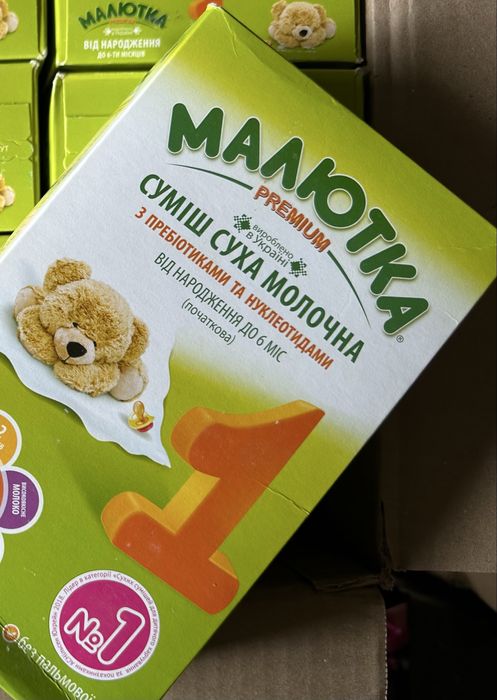 МАЛЮТКА
ВІД НАРОДЖЕННЯ
ДО 6-ТИ МІСЯЦІВ
МАЛЮТКА®
PREMIUM
вироблено
в Україні
СУМІШ СУХА МОЛОЧНА
З ПРЕБІОТИКАМИ ТА НУКЛЕОТИДАМИ
ВІД НАРОДЖЕННЯ ДО 6 МІС
(початкова)
1
ВИСОКОЯКІСНЕ
МОЛОКО
№1
без пальмової